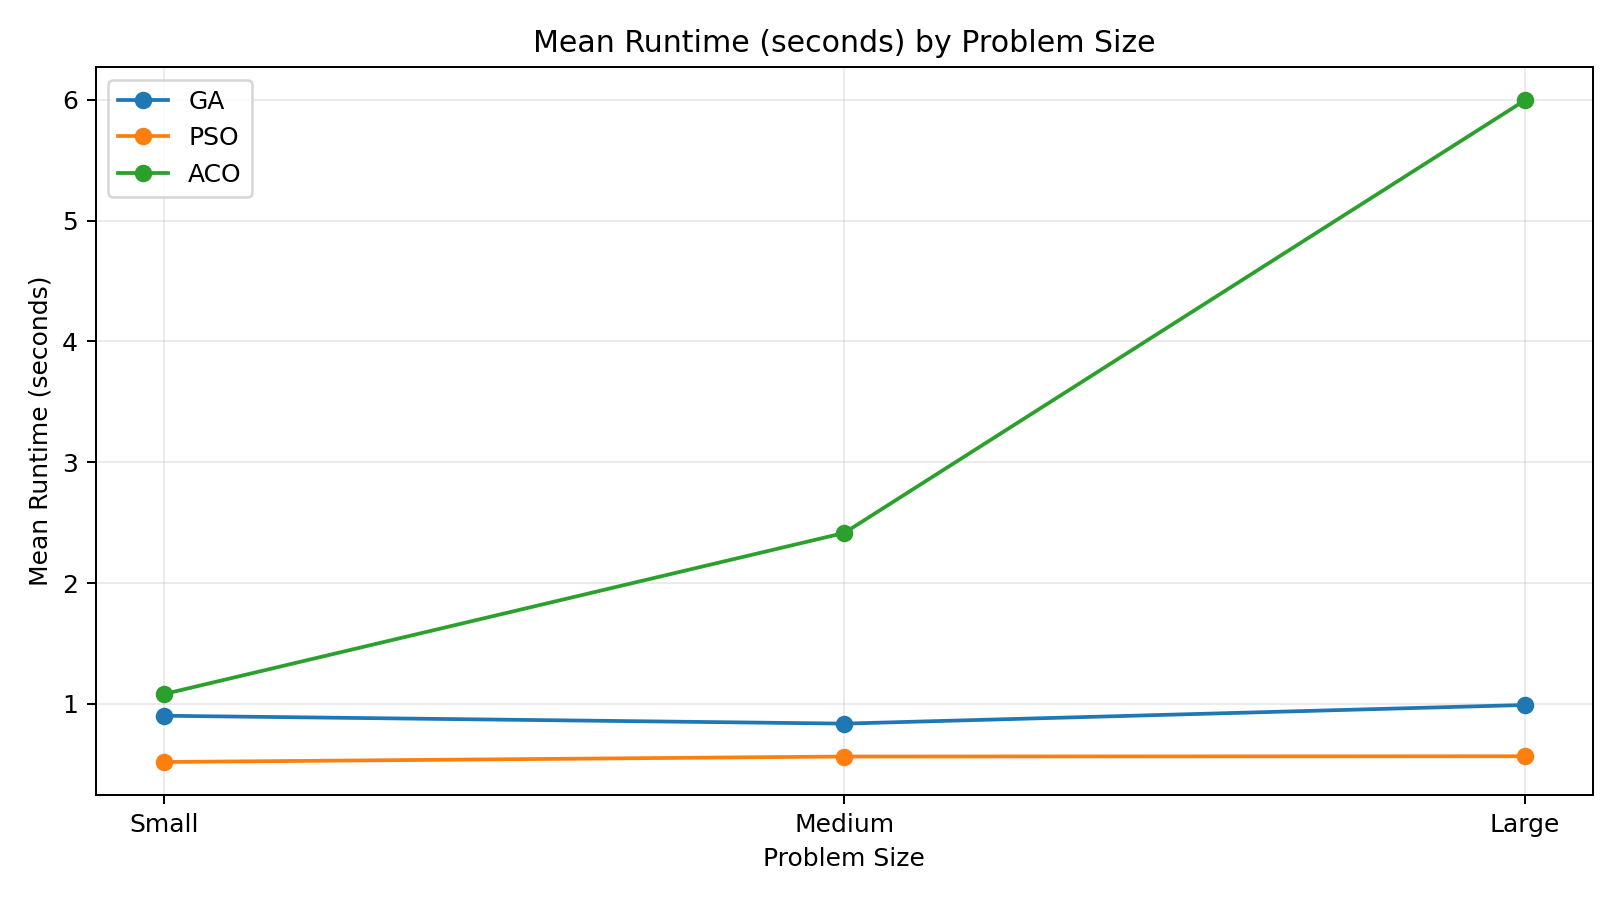 Mean Runtime (seconds) by Problem Size
GA
PSO
ACO
Mean Runtime (seconds)
6
5
4
3
2
1
Small
Medium
Large
Problem Size